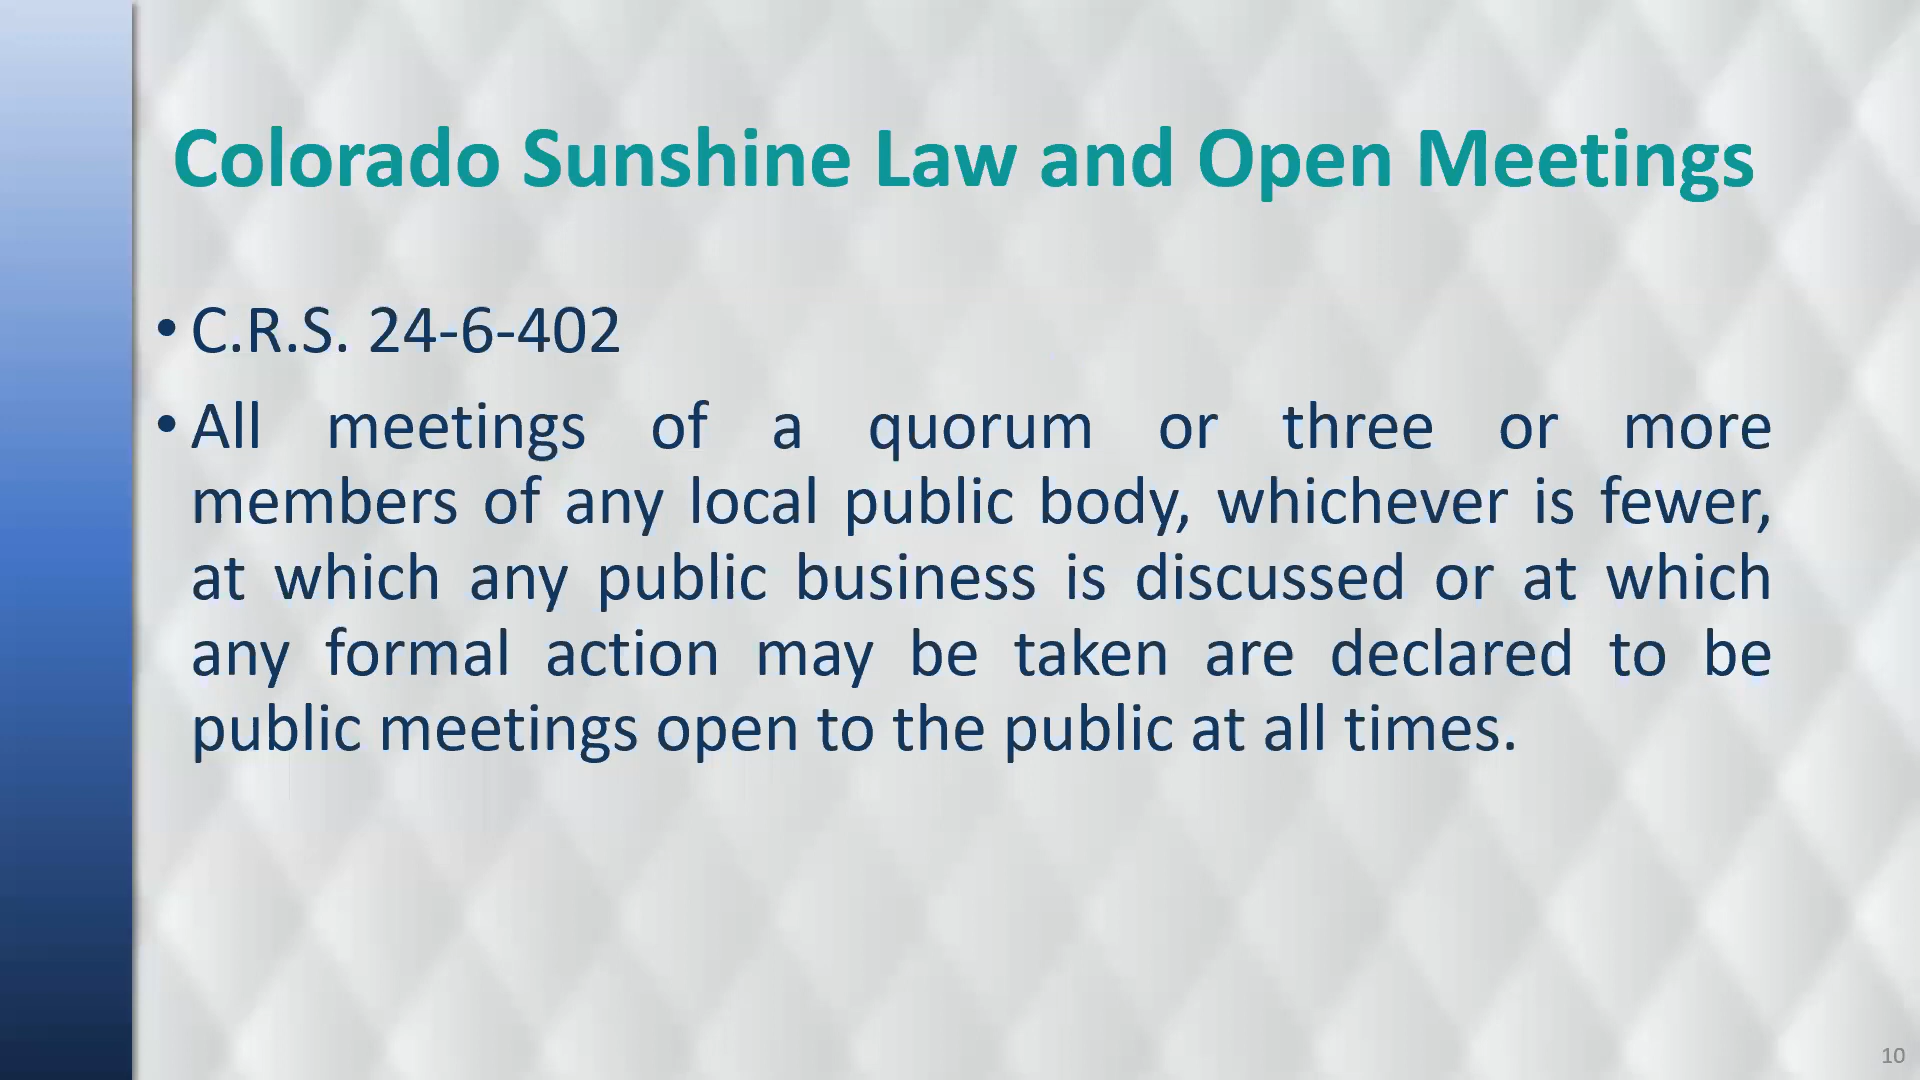 Colorado Sunshine Law and Open Meetings
• C.R.S. 24-6-402
• All meetings of a quorum or three or more
members of any local public body, whichever is fewer,
at which any public business is discussed or at which
any formal action may be taken are declared to be
public meetings open to the public at all times.
10